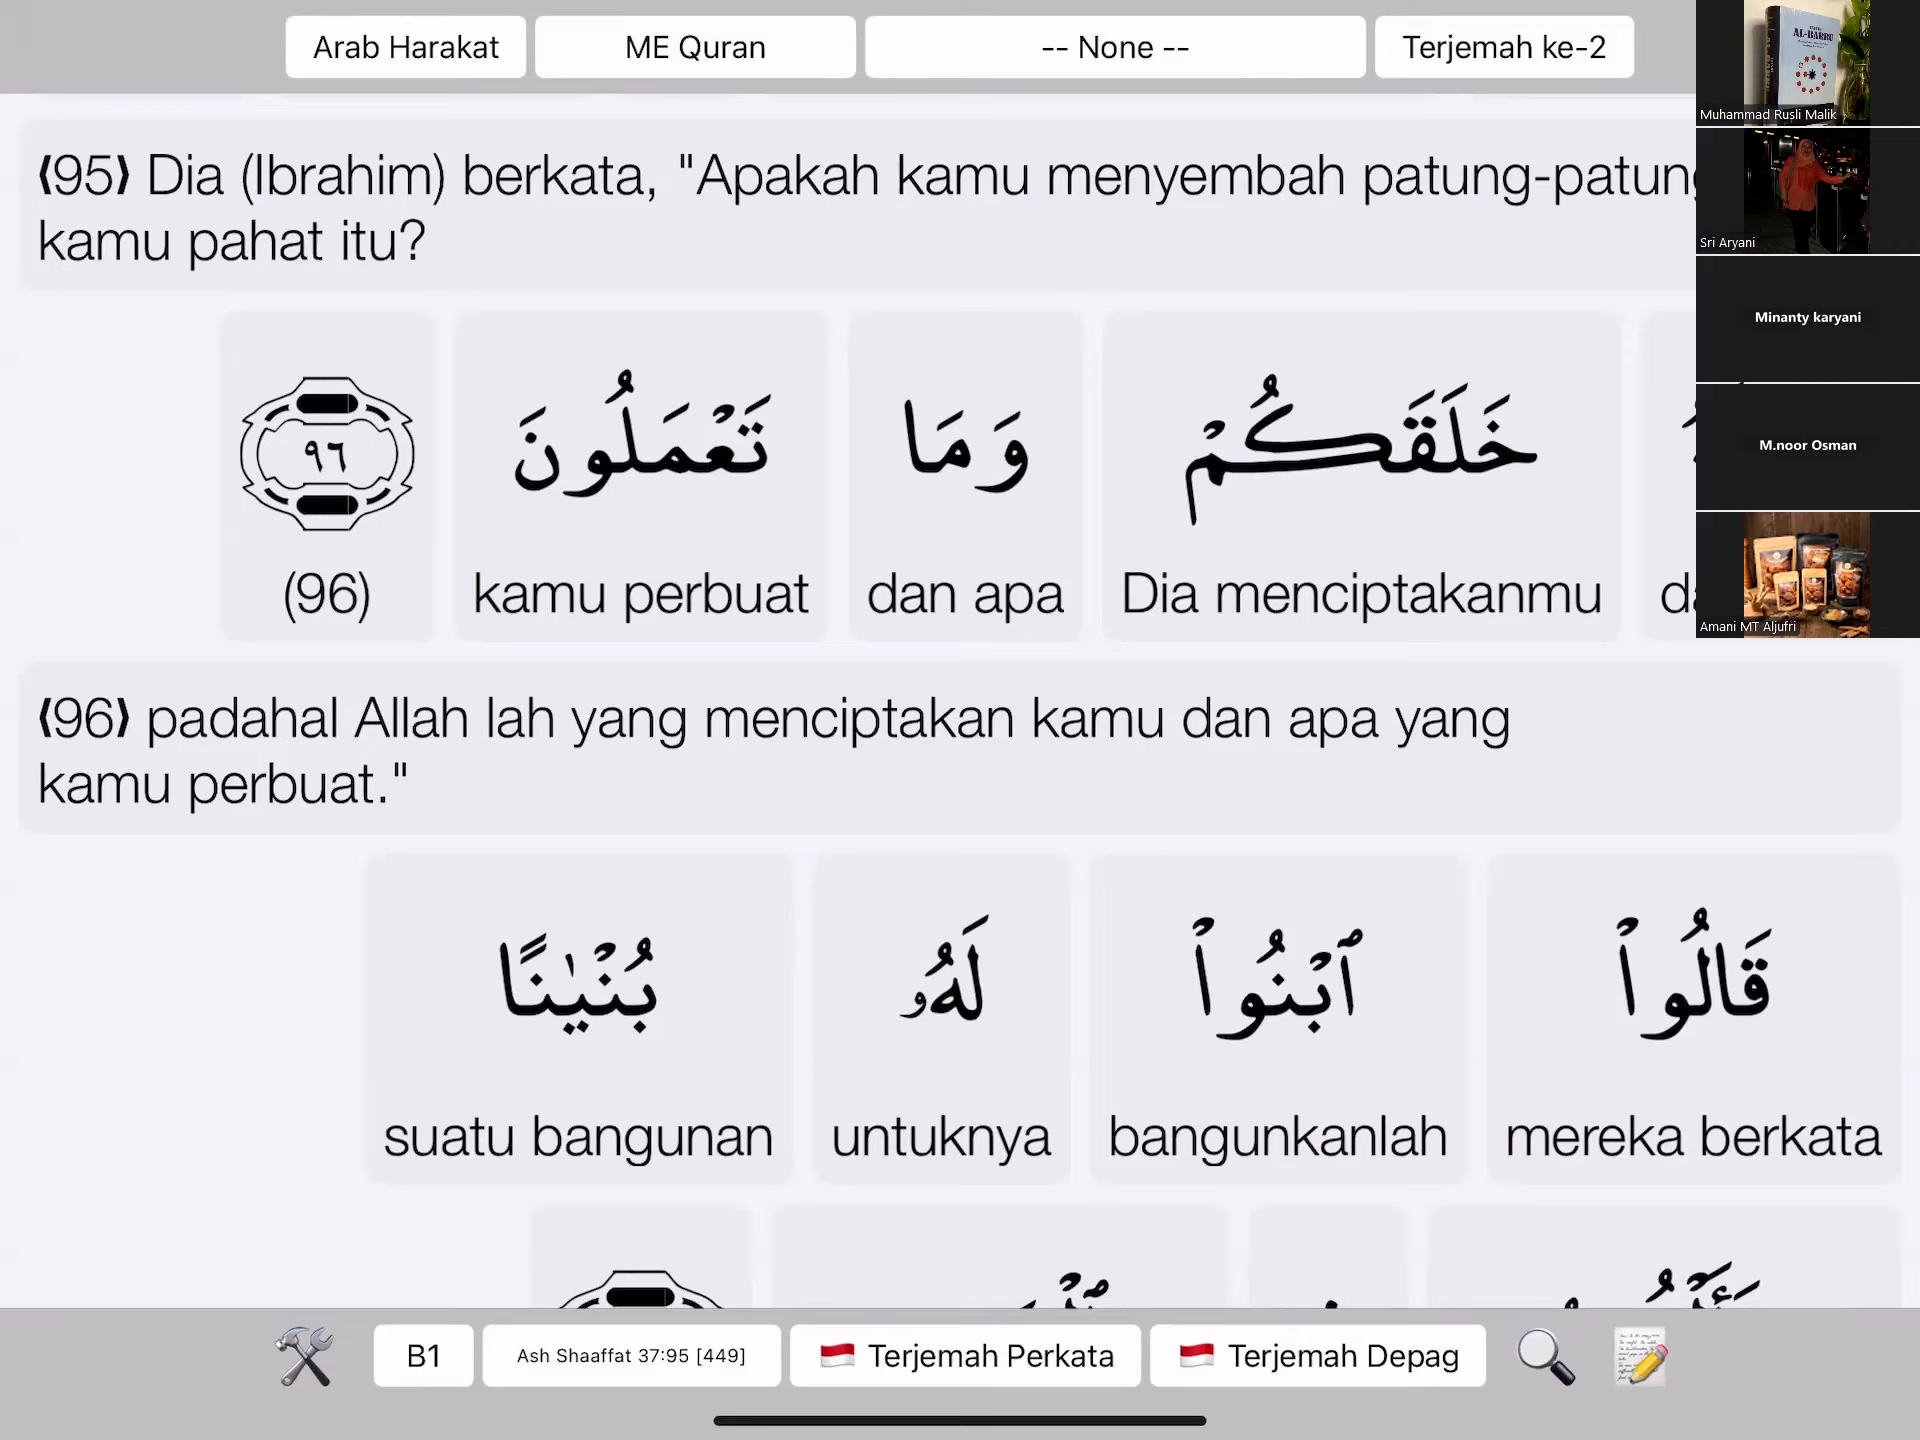 Arab Harakat
ME Quran
-- None --
Terjemah ke-2
AL-BARRU
Muhammad Rusli Malik
Sri Aryani
Minanty karyani
M.noor Osman
Amani MT Aljufri
(95) Dia (Ibrahim) berkata, "Apakah kamu menyembah patung-patun
kamu pahat itu?
خَلَقَكُمْ وَمَا تَعْمَلُونَ ٩٦
Dia menciptakanmu
dan apa
kamu perbuat
(96)
(96) padahal Allah lah yang menciptakan kamu dan apa yang
kamu perbuat."
قَالُوا۟ ٱبْنُوا۟ لَهُۥ بُنْيَٰنًا
mereka berkata
bangunkanlah
untuknya
suatu bangunan
B1
Ash Shaaffat 37:95 [449]
Terjemah Perkata
Terjemah Depag